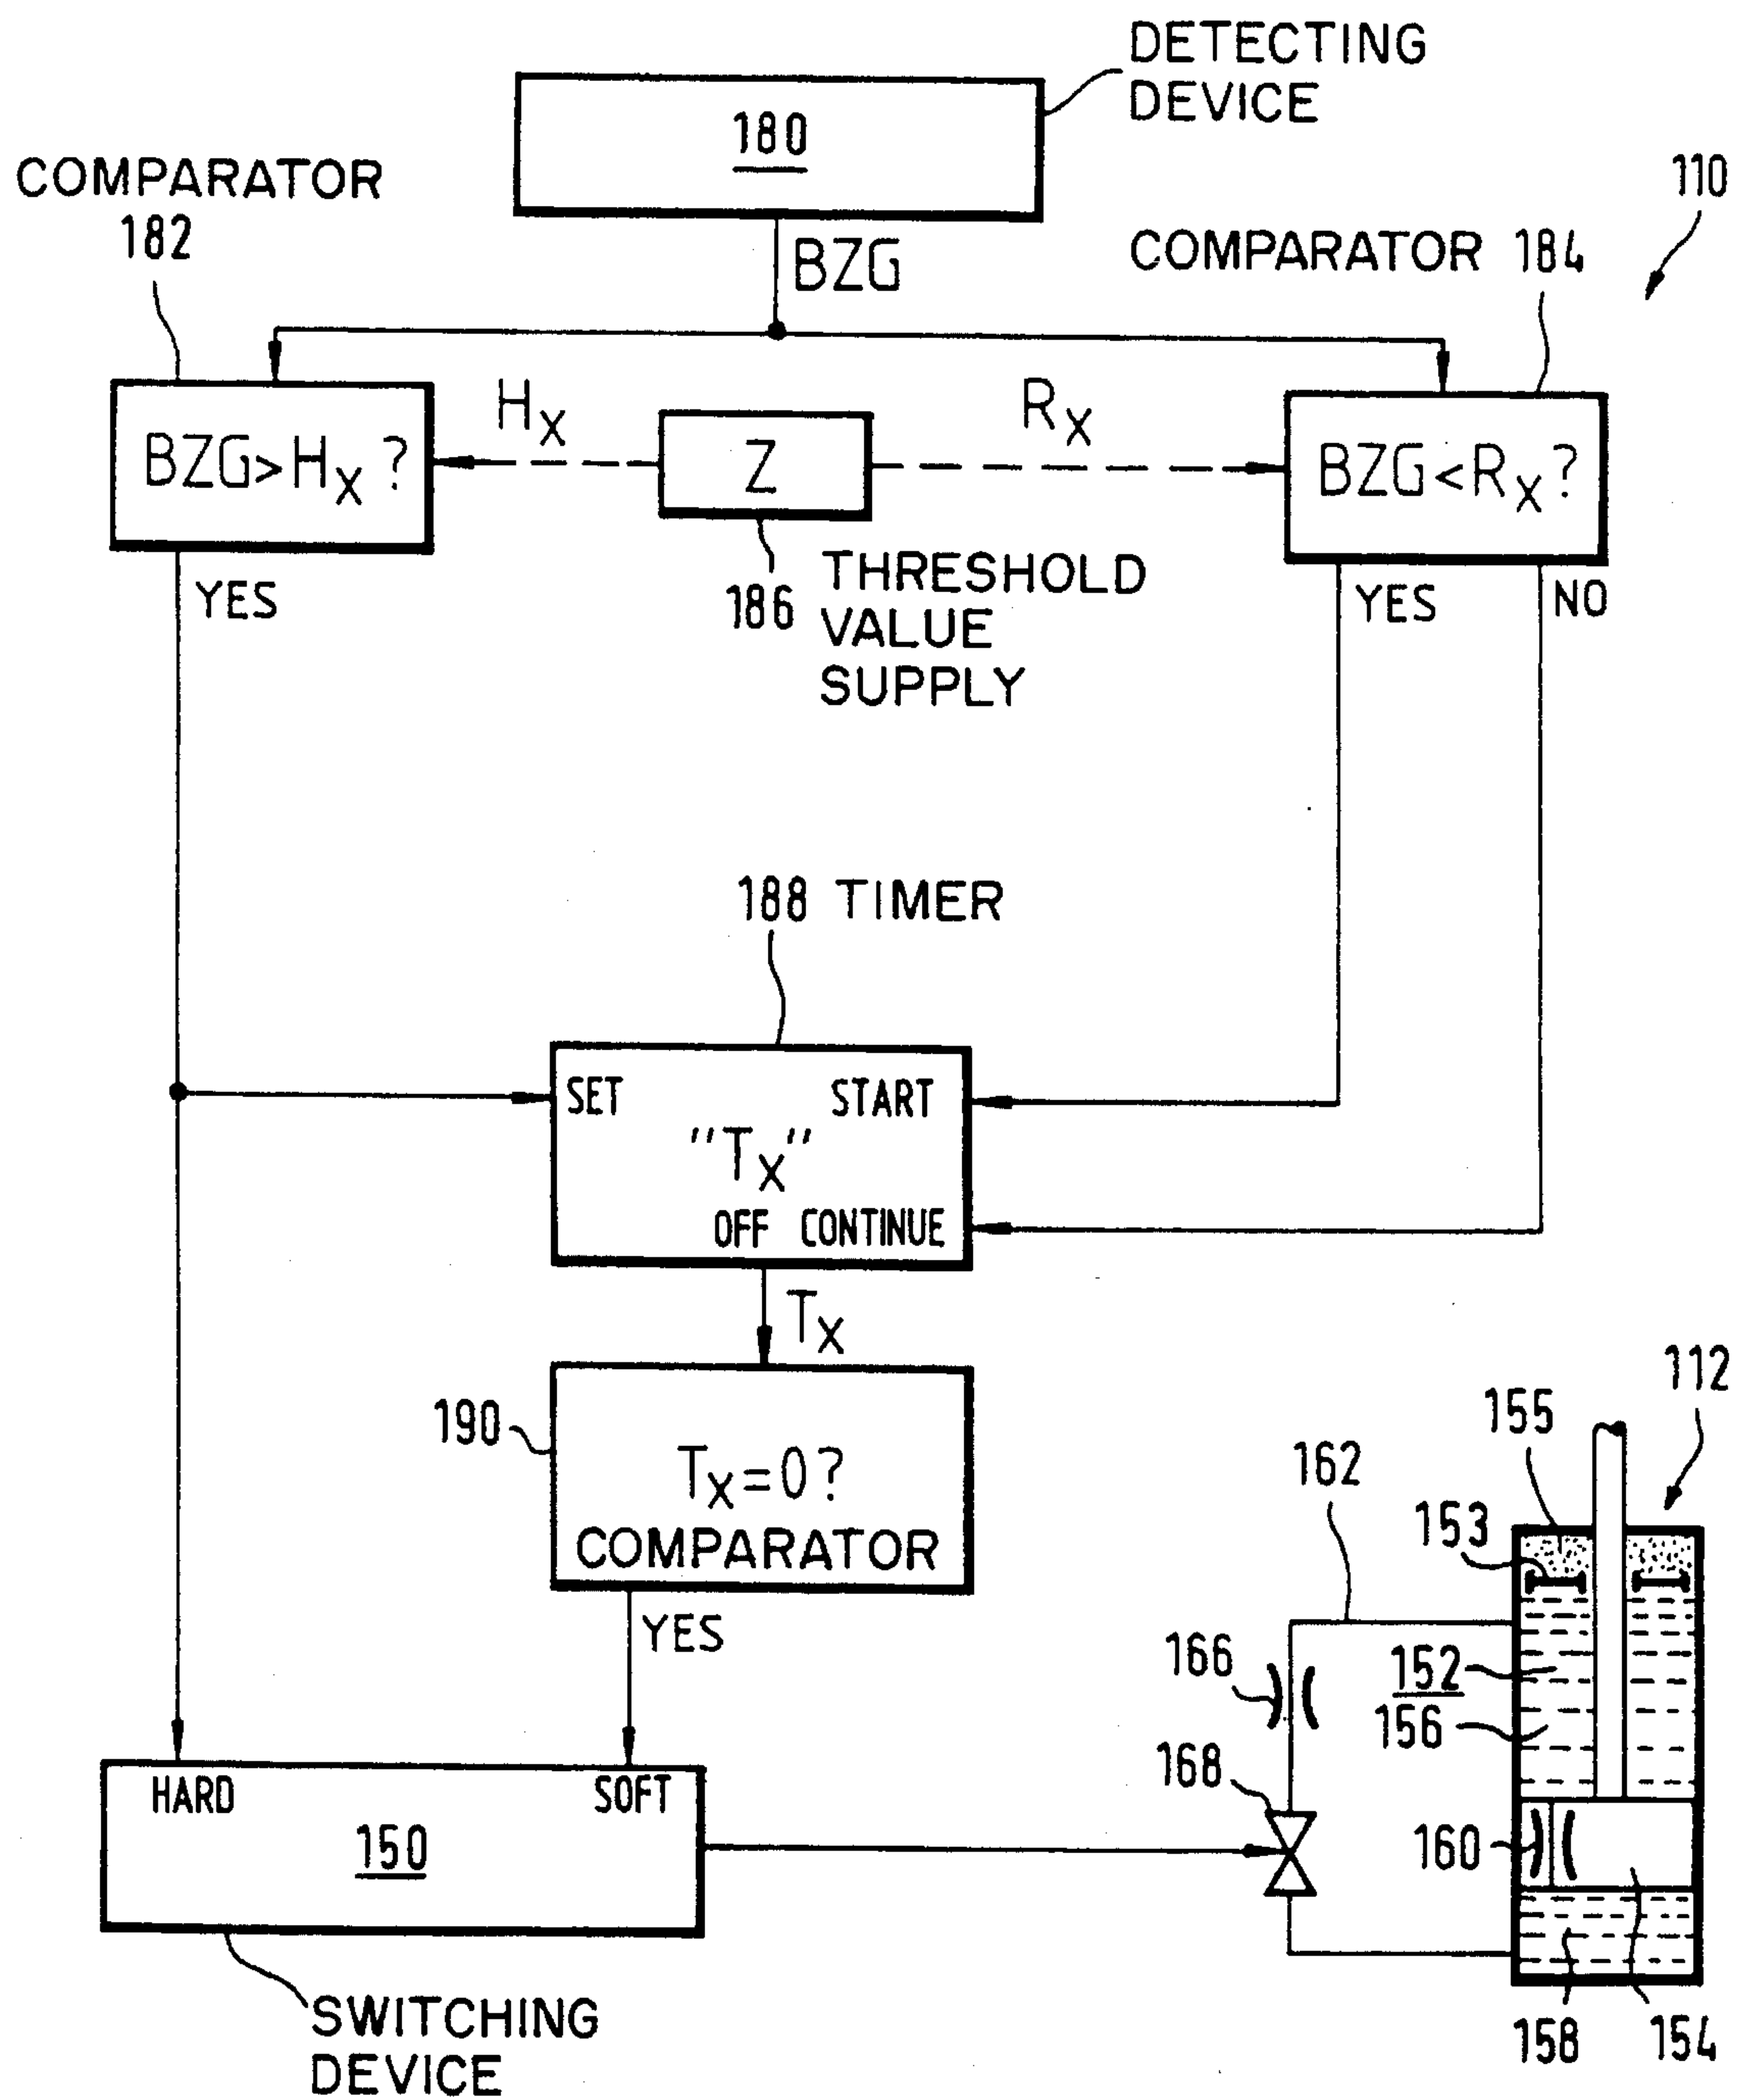 DETECTING
DEVICE
180
COMPARATOR
182
110
COMPARATOR 184
BZG
BZG>HX ?
HX
Z
RX
BZG<RX ?
YES
186
THRESHOLD
VALUE
SUPPLY
YES
NO
188 TIMER
SET
START
"TX"
OFF CONTINUE
TX
190
TX=0?
COMPARATOR
YES
112
155
162
153
166
152
156
168
160
HARD
SOFT
150
158
154
SWITCHING
DEVICE